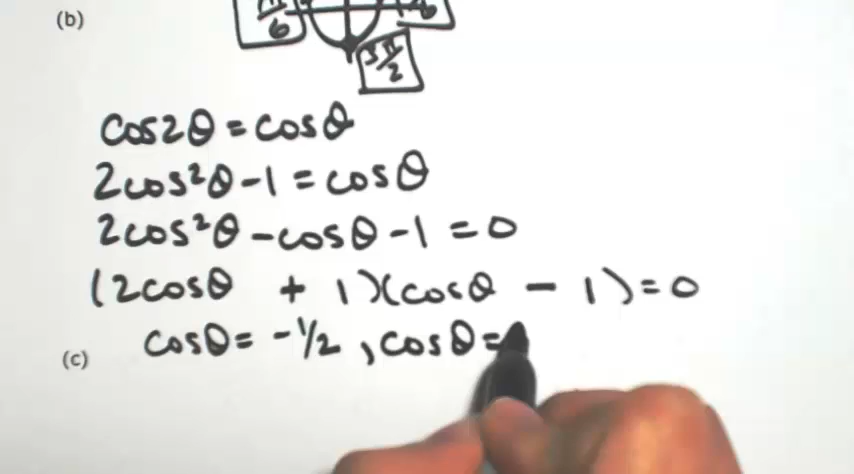 (b)
π/6
3π/2
cos2θ = cosθ
2cos²θ - 1 = cosθ
2cos²θ - cosθ - 1 = 0
(2cosθ + 1)(cosθ - 1) = 0
cosθ = -1/2 , cosθ =
(c)